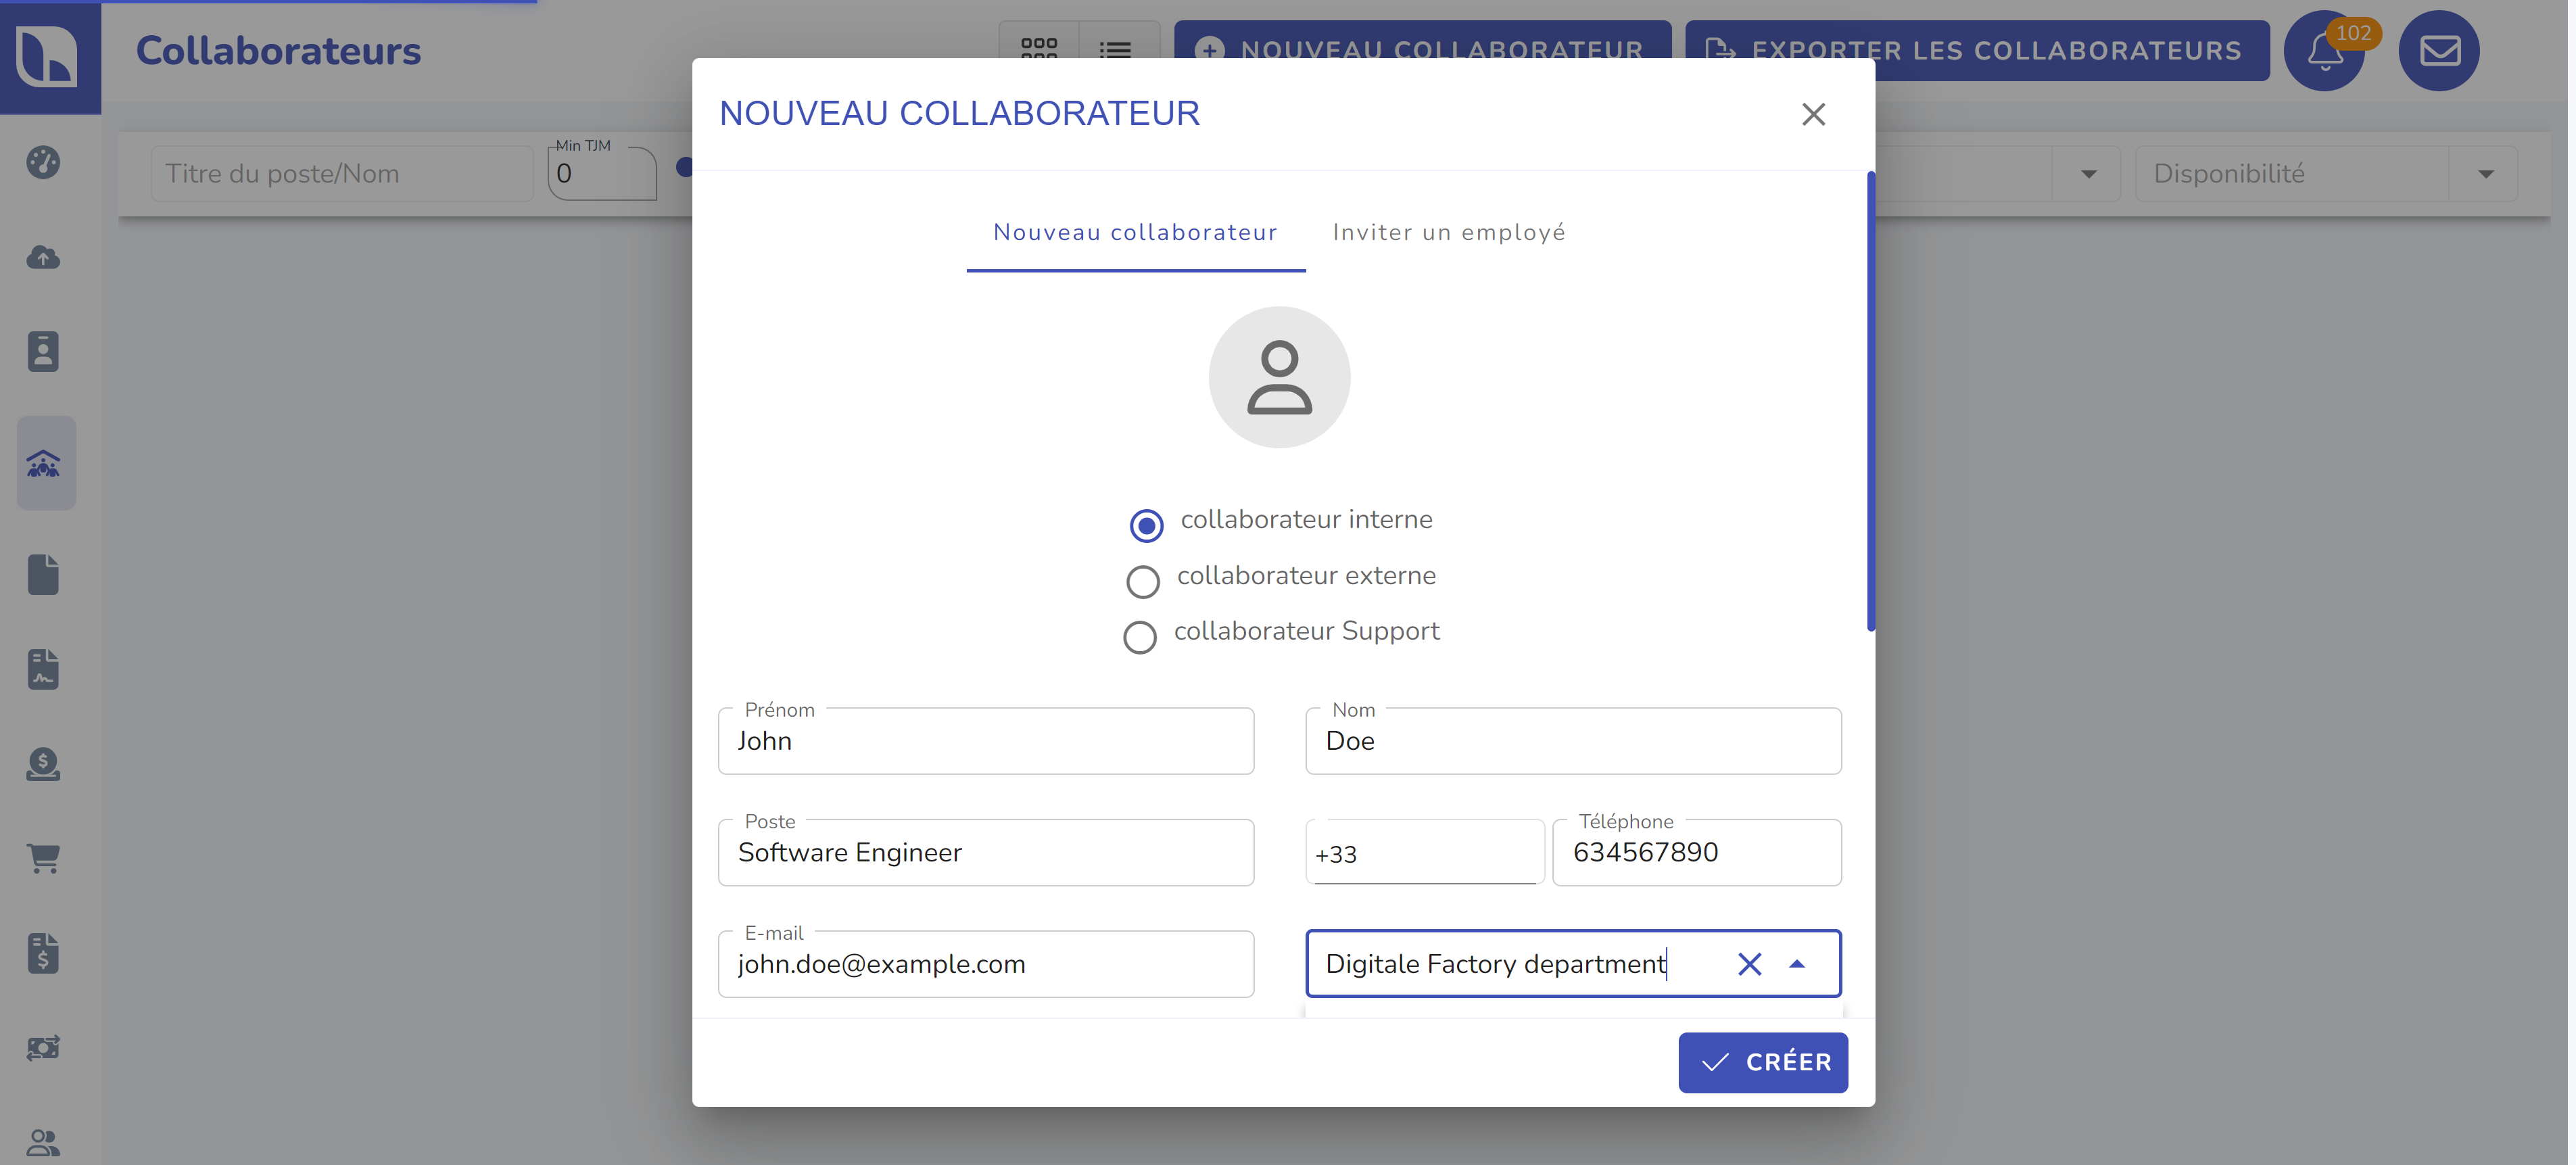 Collaborateurs
NOUVEAU COLLABORATEUR
EXPORTER LES COLLABORATEURS
102
Titre du poste/Nom
Min TJM
0
Disponibilité
NOUVEAU COLLABORATEUR
Nouveau collaborateur
Inviter un employé
collaborateur interne
collaborateur externe
collaborateur Support
Prénom
John
Nom
Doe
Poste
Software Engineer
+33
Téléphone
634567890
E-mail
john.doe@example.com
Digitale Factory department
CRÉER